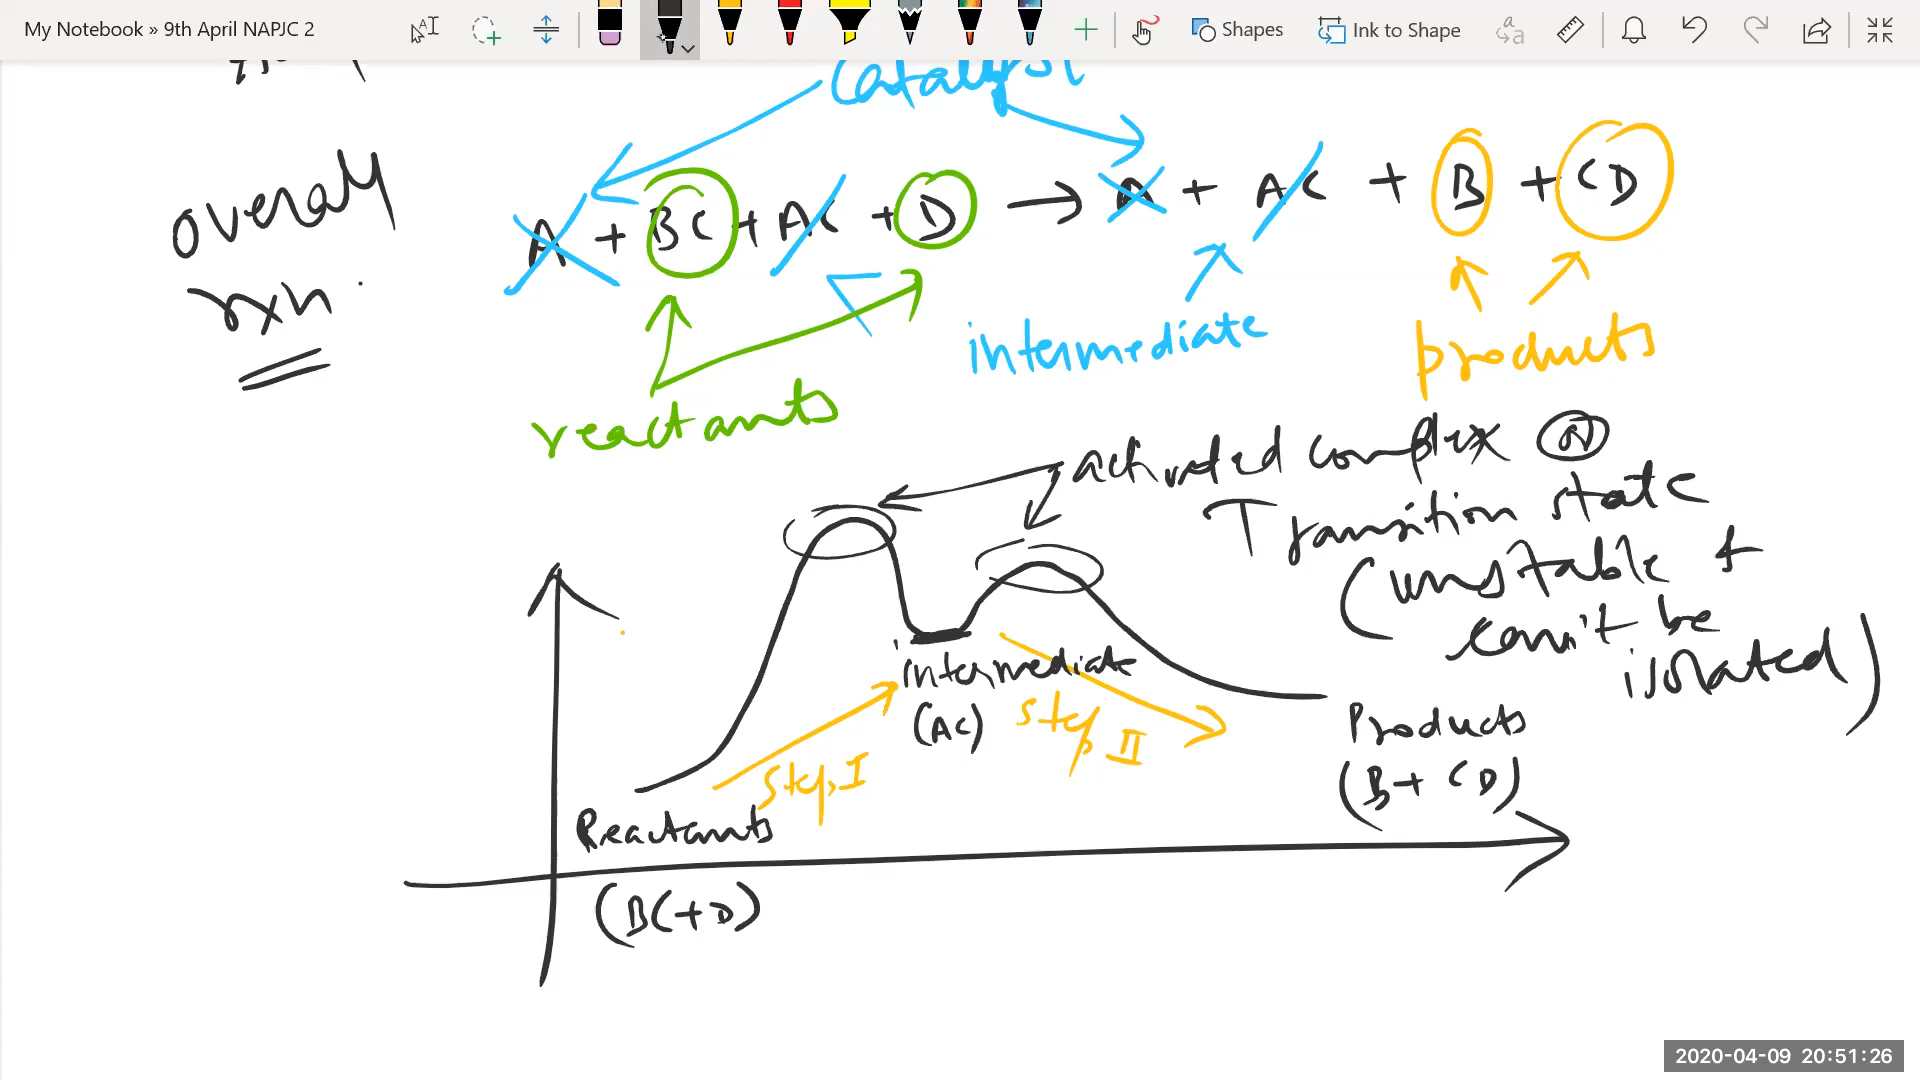 My Notebook » 9th April NAPJC 2
Shapes
Ink to Shape
Catalyst
overall
rxn.
A + BC + AC + D → A + AC + B + CD
intermediate
products
reactants
activated complex or
Transition state
(unstable +
can't be
isolated)
intermediate
(AC)
Step I
Step II
Products
(B + CD)
Reactants
(BC+D)
2020-04-09 20:51:26